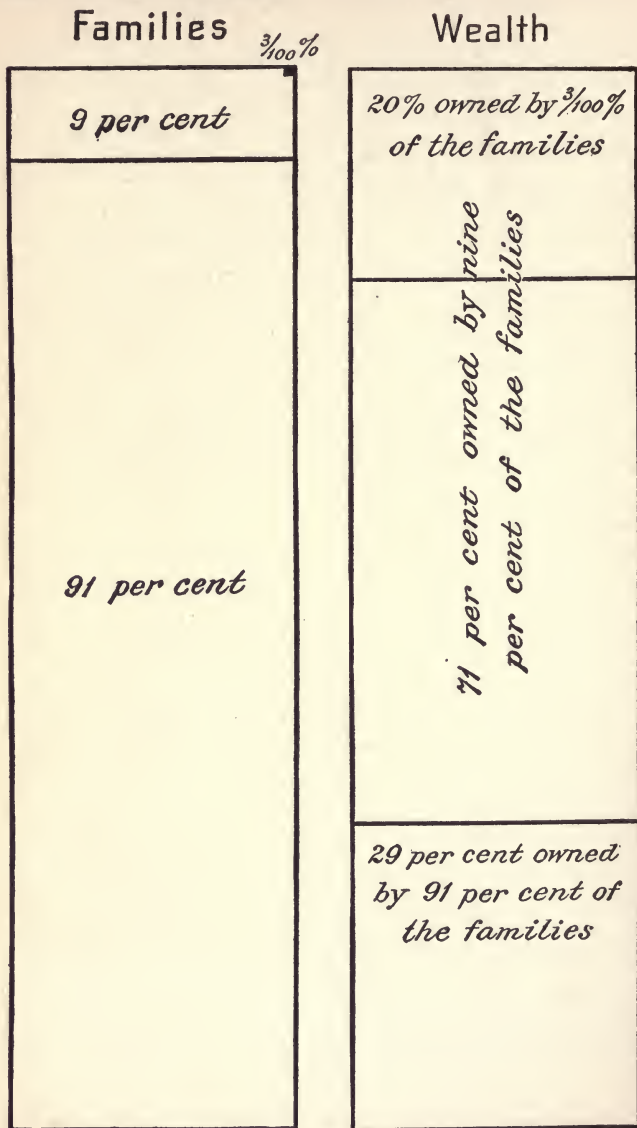 Families
3/100%
9 per cent
91 per cent
Wealth
20% owned by 3/100%
of the families
71 per cent owned by nine
per cent of the families
29 per cent owned
by 91 per cent of
the families